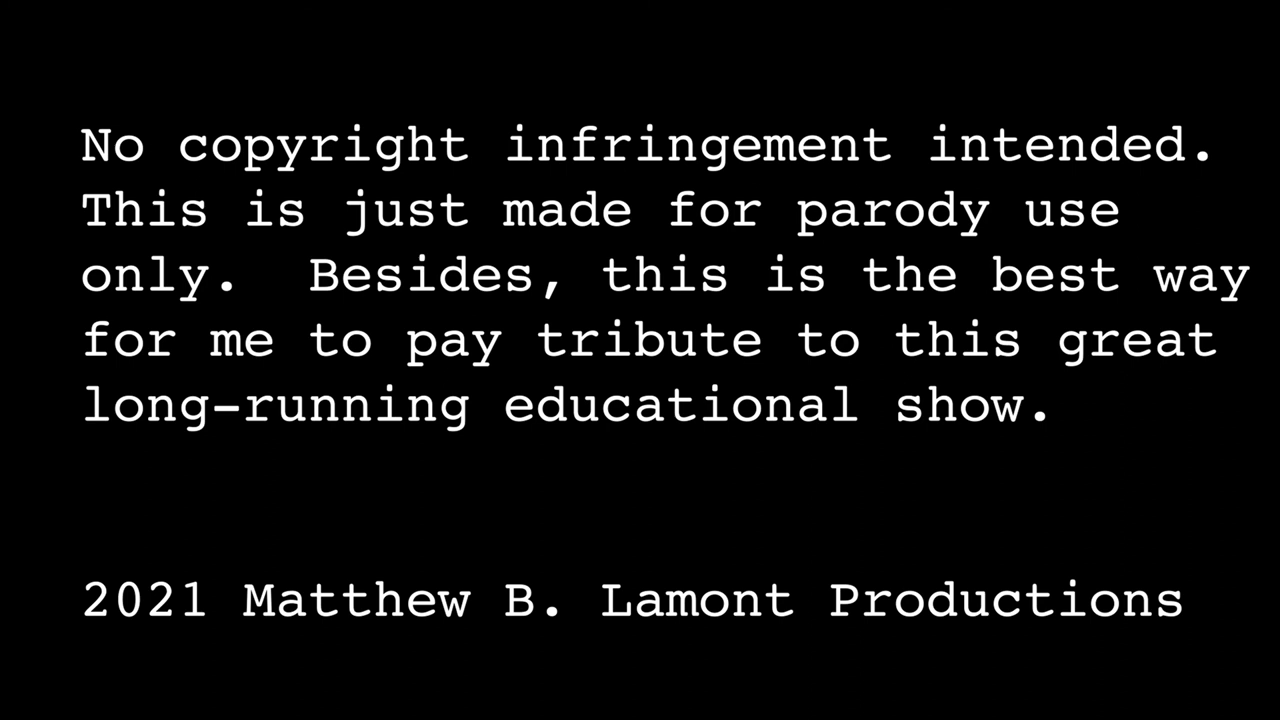 No copyright infringement intended.
This is just made for parody use
only.  Besides, this is the best way
for me to pay tribute to this great
long-running educational show.
2021 Matthew B. Lamont Productions